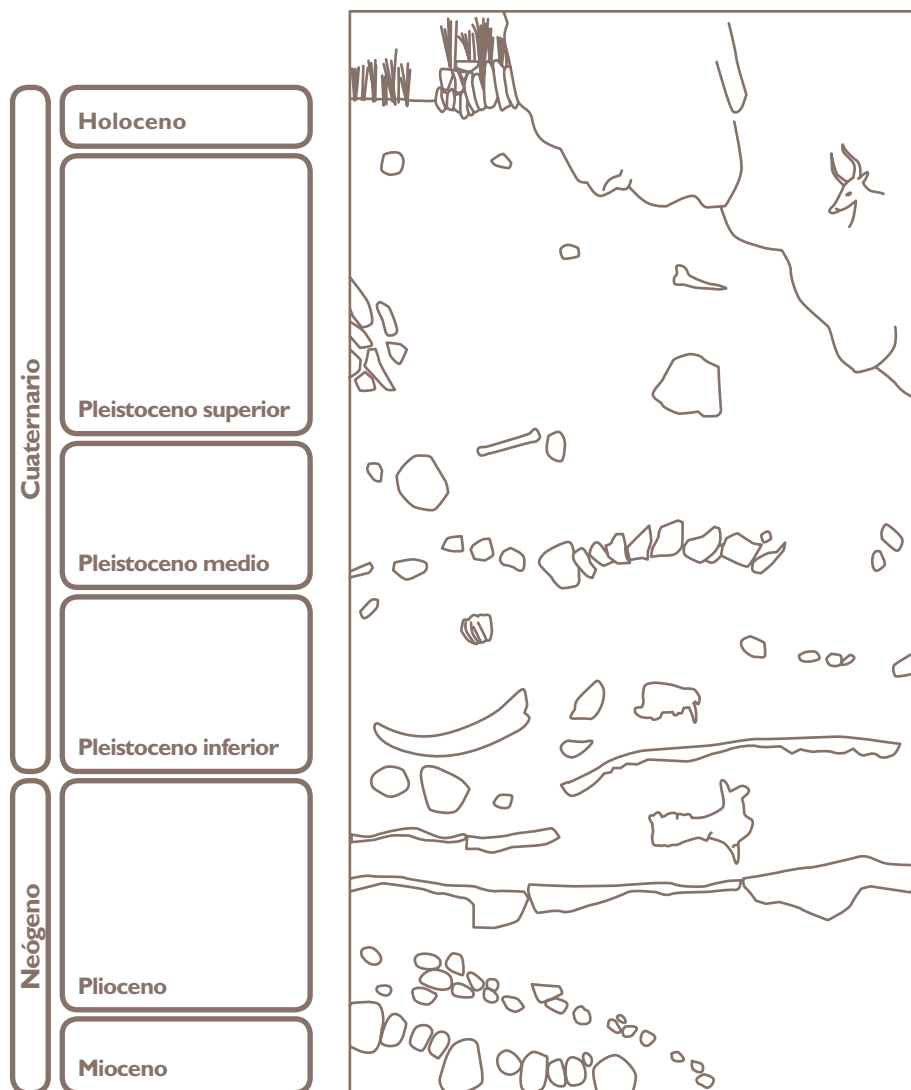 Cuaternario
Holoceno
Pleistoceno superior
Pleistoceno medio
Pleistoceno inferior
Neógeno
Plioceno
Mioceno